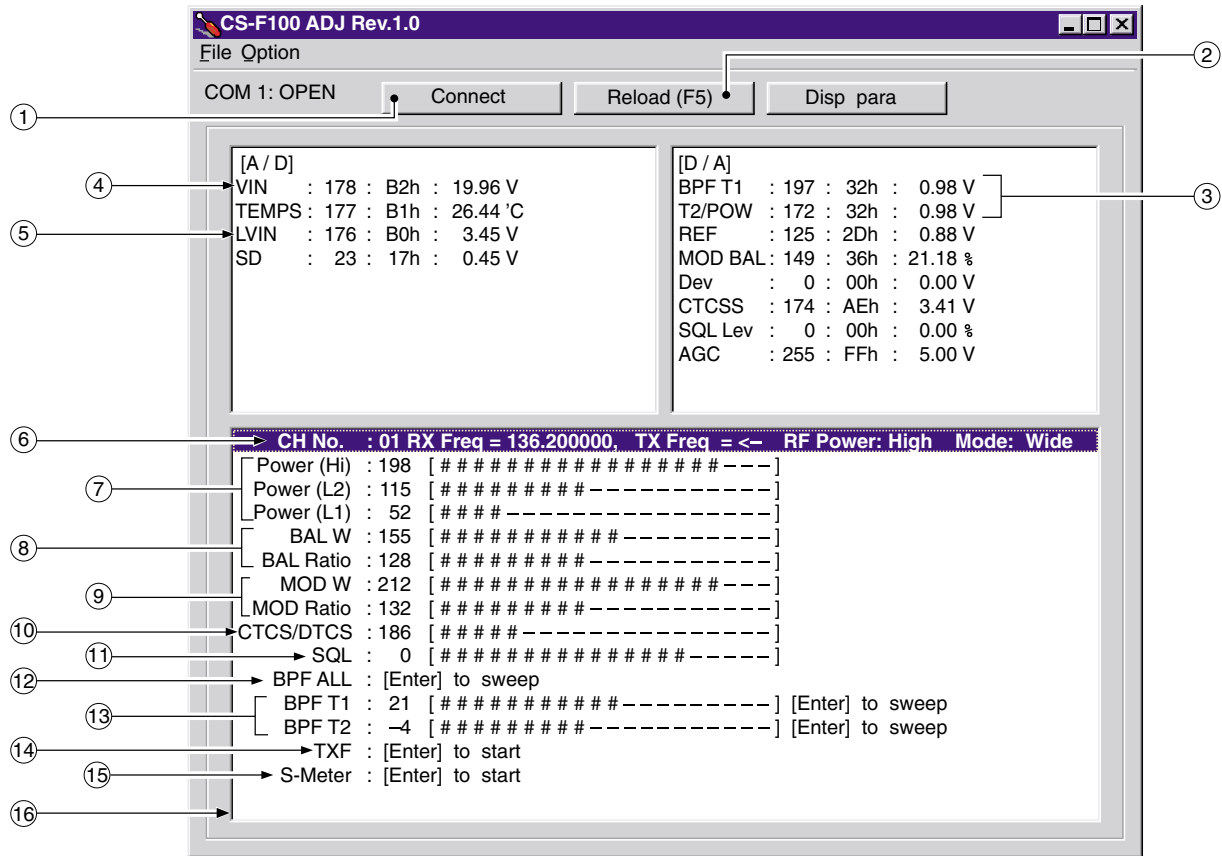 CS-F100 ADJ Rev.1.0
File Option
②
COM 1: OPEN Connect Reload (F5) Disp para
①
[A / D]
④ VIN : 178 : B2h : 19.96 V
TEMPS : 177 : B1h : 26.44 'C
⑤ LVIN : 176 : B0h : 3.45 V
SD : 23 : 17h : 0.45 V
[D / A]
BPF T1 : 197 : 32h : 0.98 V
③
T2/POW : 172 : 32h : 0.98 V
REF : 125 : 2Dh : 0.88 V
MOD BAL : 149 : 36h : 21.18 %
Dev : 0 : 00h : 0.00 V
CTCSS : 174 : AEh : 3.41 V
SQL Lev : 0 : 00h : 0.00 %
AGC : 255 : FFh : 5.00 V
⑥ CH No. : 01 RX Freq = 136.200000, TX Freq = <– RF Power: High Mode: Wide
Power (Hi) : 198 [ # # # # # # # # # # # # # # # # # – – – ]
⑦ Power (L2) : 115 [ # # # # # # # # # – – – – – – – – – – – ]
Power (L1) : 52 [ # # # # – – – – – – – – – – – – – – – – ]
⑧ BAL W : 155 [ # # # # # # # # # # # – – – – – – – – – ]
BAL Ratio : 128 [ # # # # # # # # # – – – – – – – – – – – ]
⑨ MOD W : 212 [ # # # # # # # # # # # # # # # # # – – – ]
MOD Ratio : 132 [ # # # # # # # # # – – – – – – – – – – – ]
⑩ CTCS/DTCS : 186 [ # # # # # – – – – – – – – – – – – – – – ]
⑪ SQL : 0 [ # # # # # # # # # # # # # # # – – – – – ]
⑫ BPF ALL : [Enter] to sweep
⑬ BPF T1 : 21 [ # # # # # # # # # # # – – – – – – – – – ] [Enter] to sweep
BPF T2 : –4 [ # # # # # # # # # – – – – – – – – – – – ] [Enter] to sweep
⑭ TXF : [Enter] to start
⑮ S-Meter : [Enter] to start
⑯